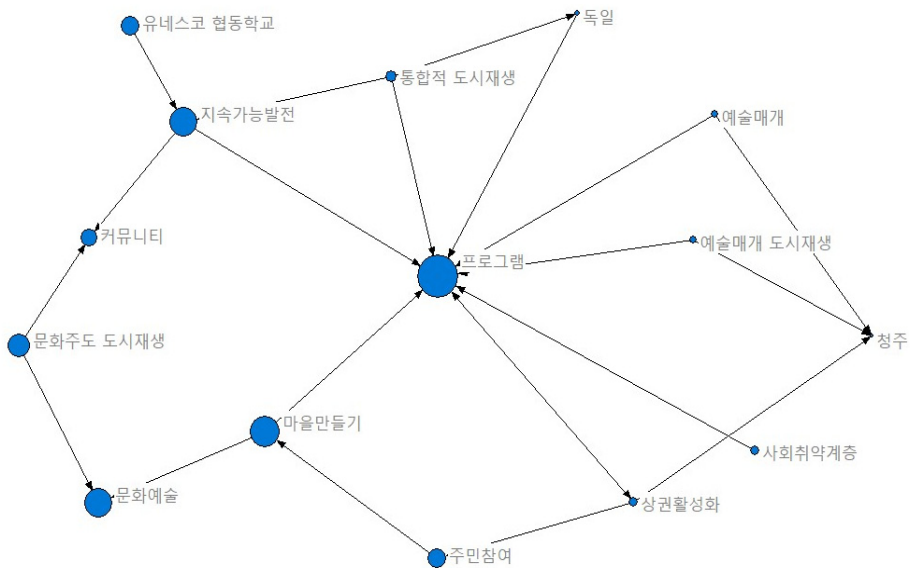 독일
유네스코 협동학교
통합적 도시재생
지속가능발전
예술매개
커뮤니티
예술매개 도시재생
프로그램
문화주도 도시재생
청주
마을만들기
사회취약계층
문화예술
상권활성화
주민참여